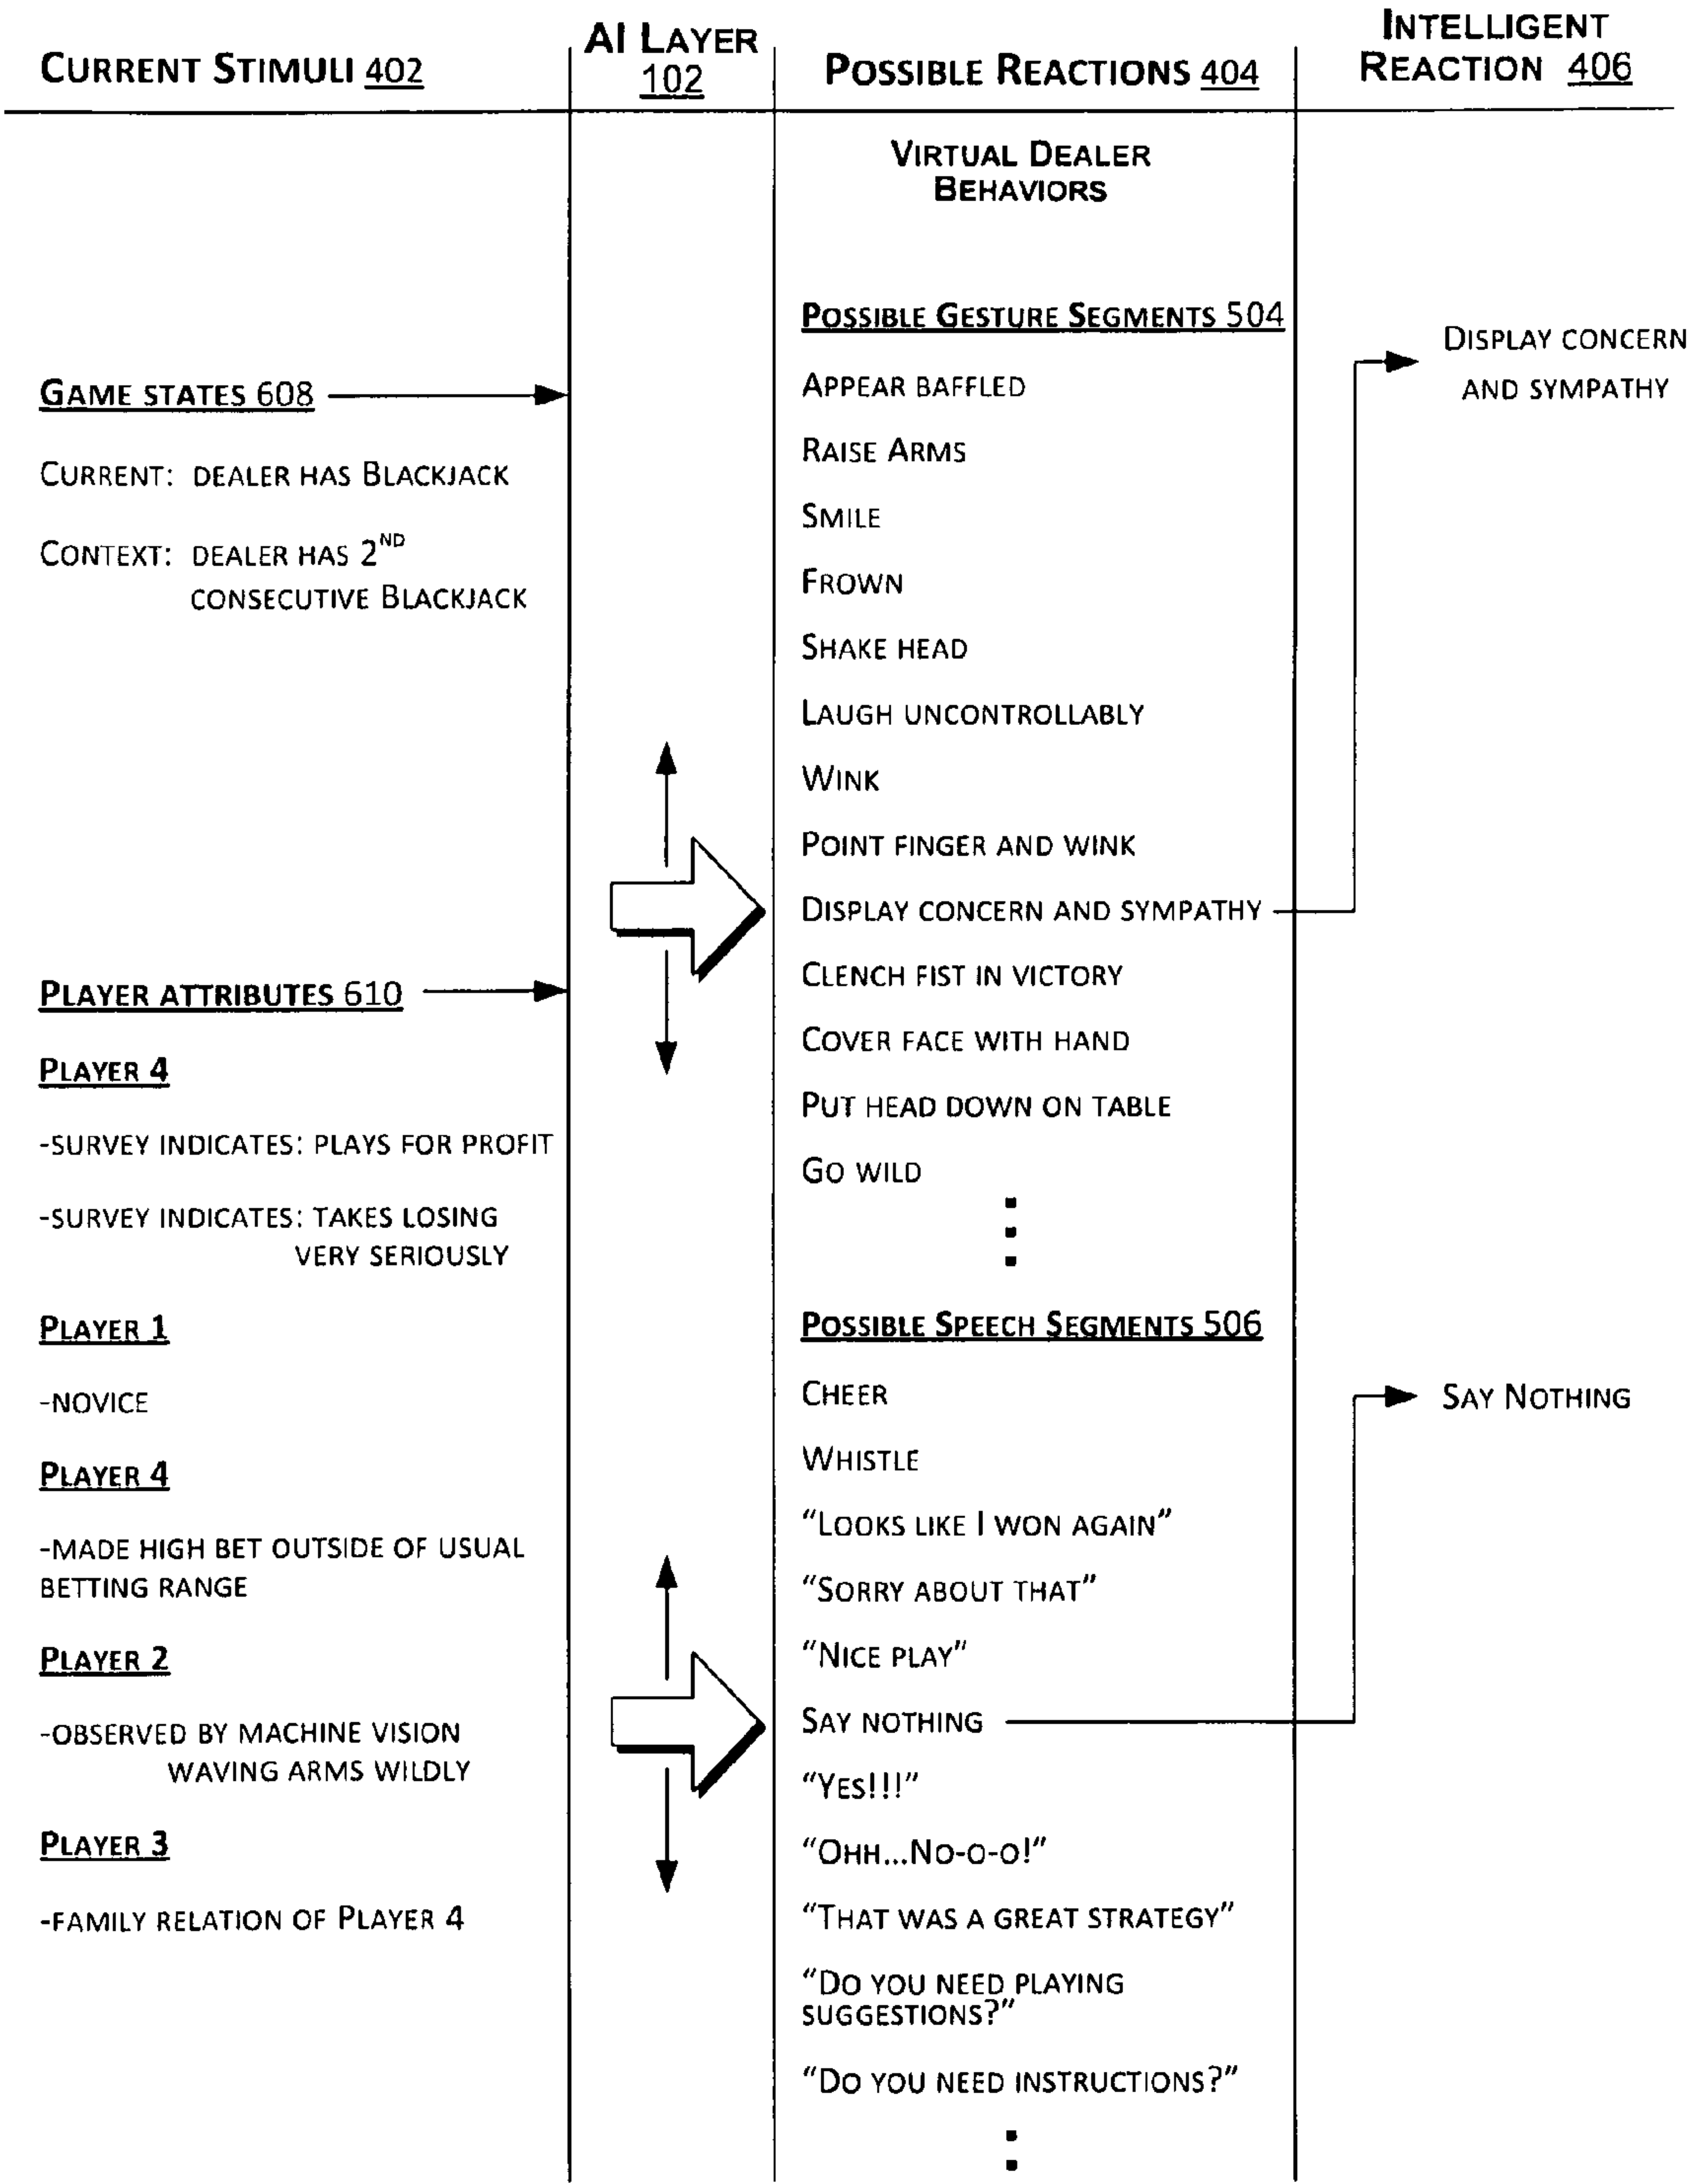 CURRENT STIMULI 402
AI LAYER
102
POSSIBLE REACTIONS 404
INTELLIGENT
REACTION 406
GAME STATES 608
CURRENT: DEALER HAS BLACKJACK
CONTEXT: DEALER HAS 2ND
CONSECUTIVE BLACKJACK
PLAYER ATTRIBUTES 610
PLAYER 4
-SURVEY INDICATES: PLAYS FOR PROFIT
-SURVEY INDICATES: TAKES LOSING
VERY SERIOUSLY
PLAYER 1
-NOVICE
PLAYER 4
-MADE HIGH BET OUTSIDE OF USUAL
BETTING RANGE
PLAYER 2
-OBSERVED BY MACHINE VISION
WAVING ARMS WILDLY
PLAYER 3
-FAMILY RELATION OF PLAYER 4
VIRTUAL DEALER
BEHAVIORS
POSSIBLE GESTURE SEGMENTS 504
APPEAR BAFFLED
RAISE ARMS
SMILE
FROWN
SHAKE HEAD
LAUGH UNCONTROLLABLY
WINK
POINT FINGER AND WINK
DISPLAY CONCERN AND SYMPATHY
CLENCH FIST IN VICTORY
COVER FACE WITH HAND
PUT HEAD DOWN ON TABLE
GO WILD
POSSIBLE SPEECH SEGMENTS 506
CHEER
WHISTLE
"LOOKS LIKE I WON AGAIN"
"SORRY ABOUT THAT"
"NICE PLAY"
SAY NOTHING
"YES!!!"
"OHH...NO-O-O!"
"THAT WAS A GREAT STRATEGY"
"DO YOU NEED PLAYING
SUGGESTIONS?"
"DO YOU NEED INSTRUCTIONS?"
DISPLAY CONCERN
AND SYMPATHY
SAY NOTHING